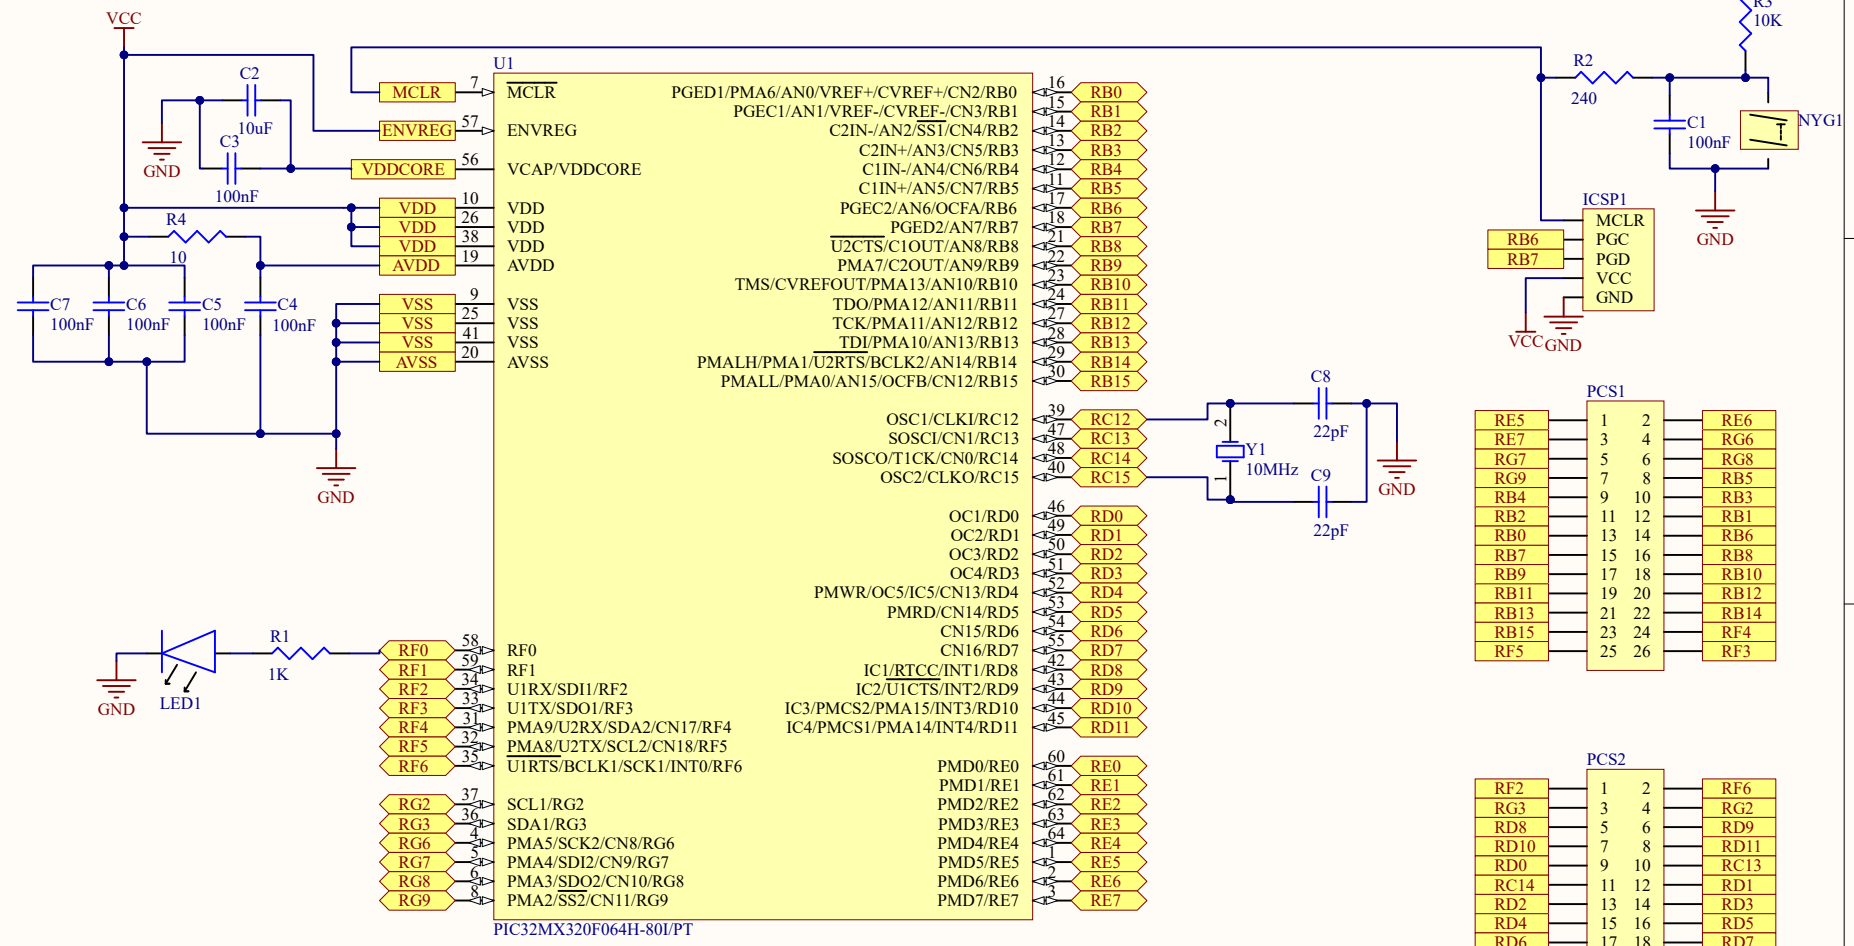 VCC
R3
10K
C2
10uF
C3
100nF
GND
R4
10
C7
100nF
C6
100nF
C5
100nF
C4
100nF
GND
GND
LED1
R1
1K
U1
MCLR 7 MCLR
ENVREG 57 ENVREG
VDDCORE 56 VCAP/VDDCORE
VDD 10 VDD
VDD 26 VDD
VDD 38 VDD
AVDD 19 AVDD
VSS 9 VSS
VSS 25 VSS
VSS 41 VSS
AVSS 20 AVSS
RF0 58 RF0
RF1 59 RF1
RF2 34 U1RX/SDI1/RF2
RF3 33 U1TX/SDO1/RF3
RF4 31 PMA9/U2RX/SDA2/CN17/RF4
RF5 32 PMA8/U2TX/SCL2/CN18/RF5
RF6 35 U1RTS/BCLK1/SCK1/INT0/RF6
RG2 37 SCL1/RG2
RG3 36 SDA1/RG3
RG6 4 PMA5/SCK2/CN8/RG6
RG7 5 PMA4/SDI2/CN9/RG7
RG8 6 PMA3/SDO2/CN10/RG8
RG9 8 PMA2/SS2/CN11/RG9
PGED1/PMA6/AN0/VREF+/CVREF+/CN2/RB0 16 RB0
PGEC1/AN1/VREF-/CVREF-/CN3/RB1 15 RB1
C2IN-/AN2/SS1/CN4/RB2 14 RB2
C2IN+/AN3/CN5/RB3 13 RB3
C1IN-/AN4/CN6/RB4 12 RB4
C1IN+/AN5/CN7/RB5 11 RB5
PGEC2/AN6/OCFA/RB6 17 RB6
PGED2/AN7/RB7 18 RB7
U2CTS/C1OUT/AN8/RB8 21 RB8
PMA7/C2OUT/AN9/RB9 22 RB9
TMS/CVREFOUT/PMA13/AN10/RB10 23 RB10
TDO/PMA12/AN11/RB11 24 RB11
TCK/PMA11/AN12/RB12 27 RB12
TDI/PMA10/AN13/RB13 28 RB13
PMALH/PMA1/U2RTS/BCLK2/AN14/RB14 29 RB14
PMALL/PMA0/AN15/OCFB/CN12/RB15 30 RB15
OSC1/CLKI/RC12 39 RC12
SOSCI/CN1/RC13 47 RC13
SOSCO/T1CK/CN0/RC14 48 RC14
OSC2/CLKO/RC15 40 RC15
OC1/RD0 46 RD0
OC2/RD1 49 RD1
OC3/RD2 50 RD2
OC4/RD3 51 RD3
PMWR/OC5/IC5/CN13/RD4 52 RD4
PMRD/CN14/RD5 53 RD5
CN15/RD6 54 RD6
CN16/RD7 55 RD7
IC1/RTCC/INT1/RD8 42 RD8
IC2/U1CTS/INT2/RD9 43 RD9
IC3/PMCS2/PMA15/INT3/RD10 44 RD10
IC4/PMCS1/PMA14/INT4/RD11 45 RD11
PMD0/RE0 60 RE0
PMD1/RE1 61 RE1
PMD2/RE2 62 RE2
PMD3/RE3 63 RE3
PMD4/RE4 64 RE4
PMD5/RE5 1 RE5
PMD6/RE6 2 RE6
PMD7/RE7 3 RE7
PIC32MX320F064H-80I/PT
C8
22pF
2
Y1
10MHz
1
C9
22pF
GND
R2
240
C1
100nF
NYG1
GND
ICSP1
MCLR
RB6 PGC
RB7 PGD
VCC
GND
VCC
GND
PCS1
RE5 1 2 RE6
RE7 3 4 RG6
RG7 5 6 RG8
RG9 7 8 RB5
RB4 9 10 RB3
RB2 11 12 RB1
RB0 13 14 RB6
RB7 15 16 RB8
RB9 17 18 RB10
RB11 19 20 RB12
RB13 21 22 RB14
RB15 23 24 RF4
RF5 25 26 RF3
PCS2
RF2 1 2 RF6
RG3 3 4 RG2
RD8 5 6 RD9
RD10 7 8 RD11
RD0 9 10 RC13
RC14 11 12 RD1
RD2 13 14 RD3
RD4 15 16 RD5
RD6 17 18 RD7